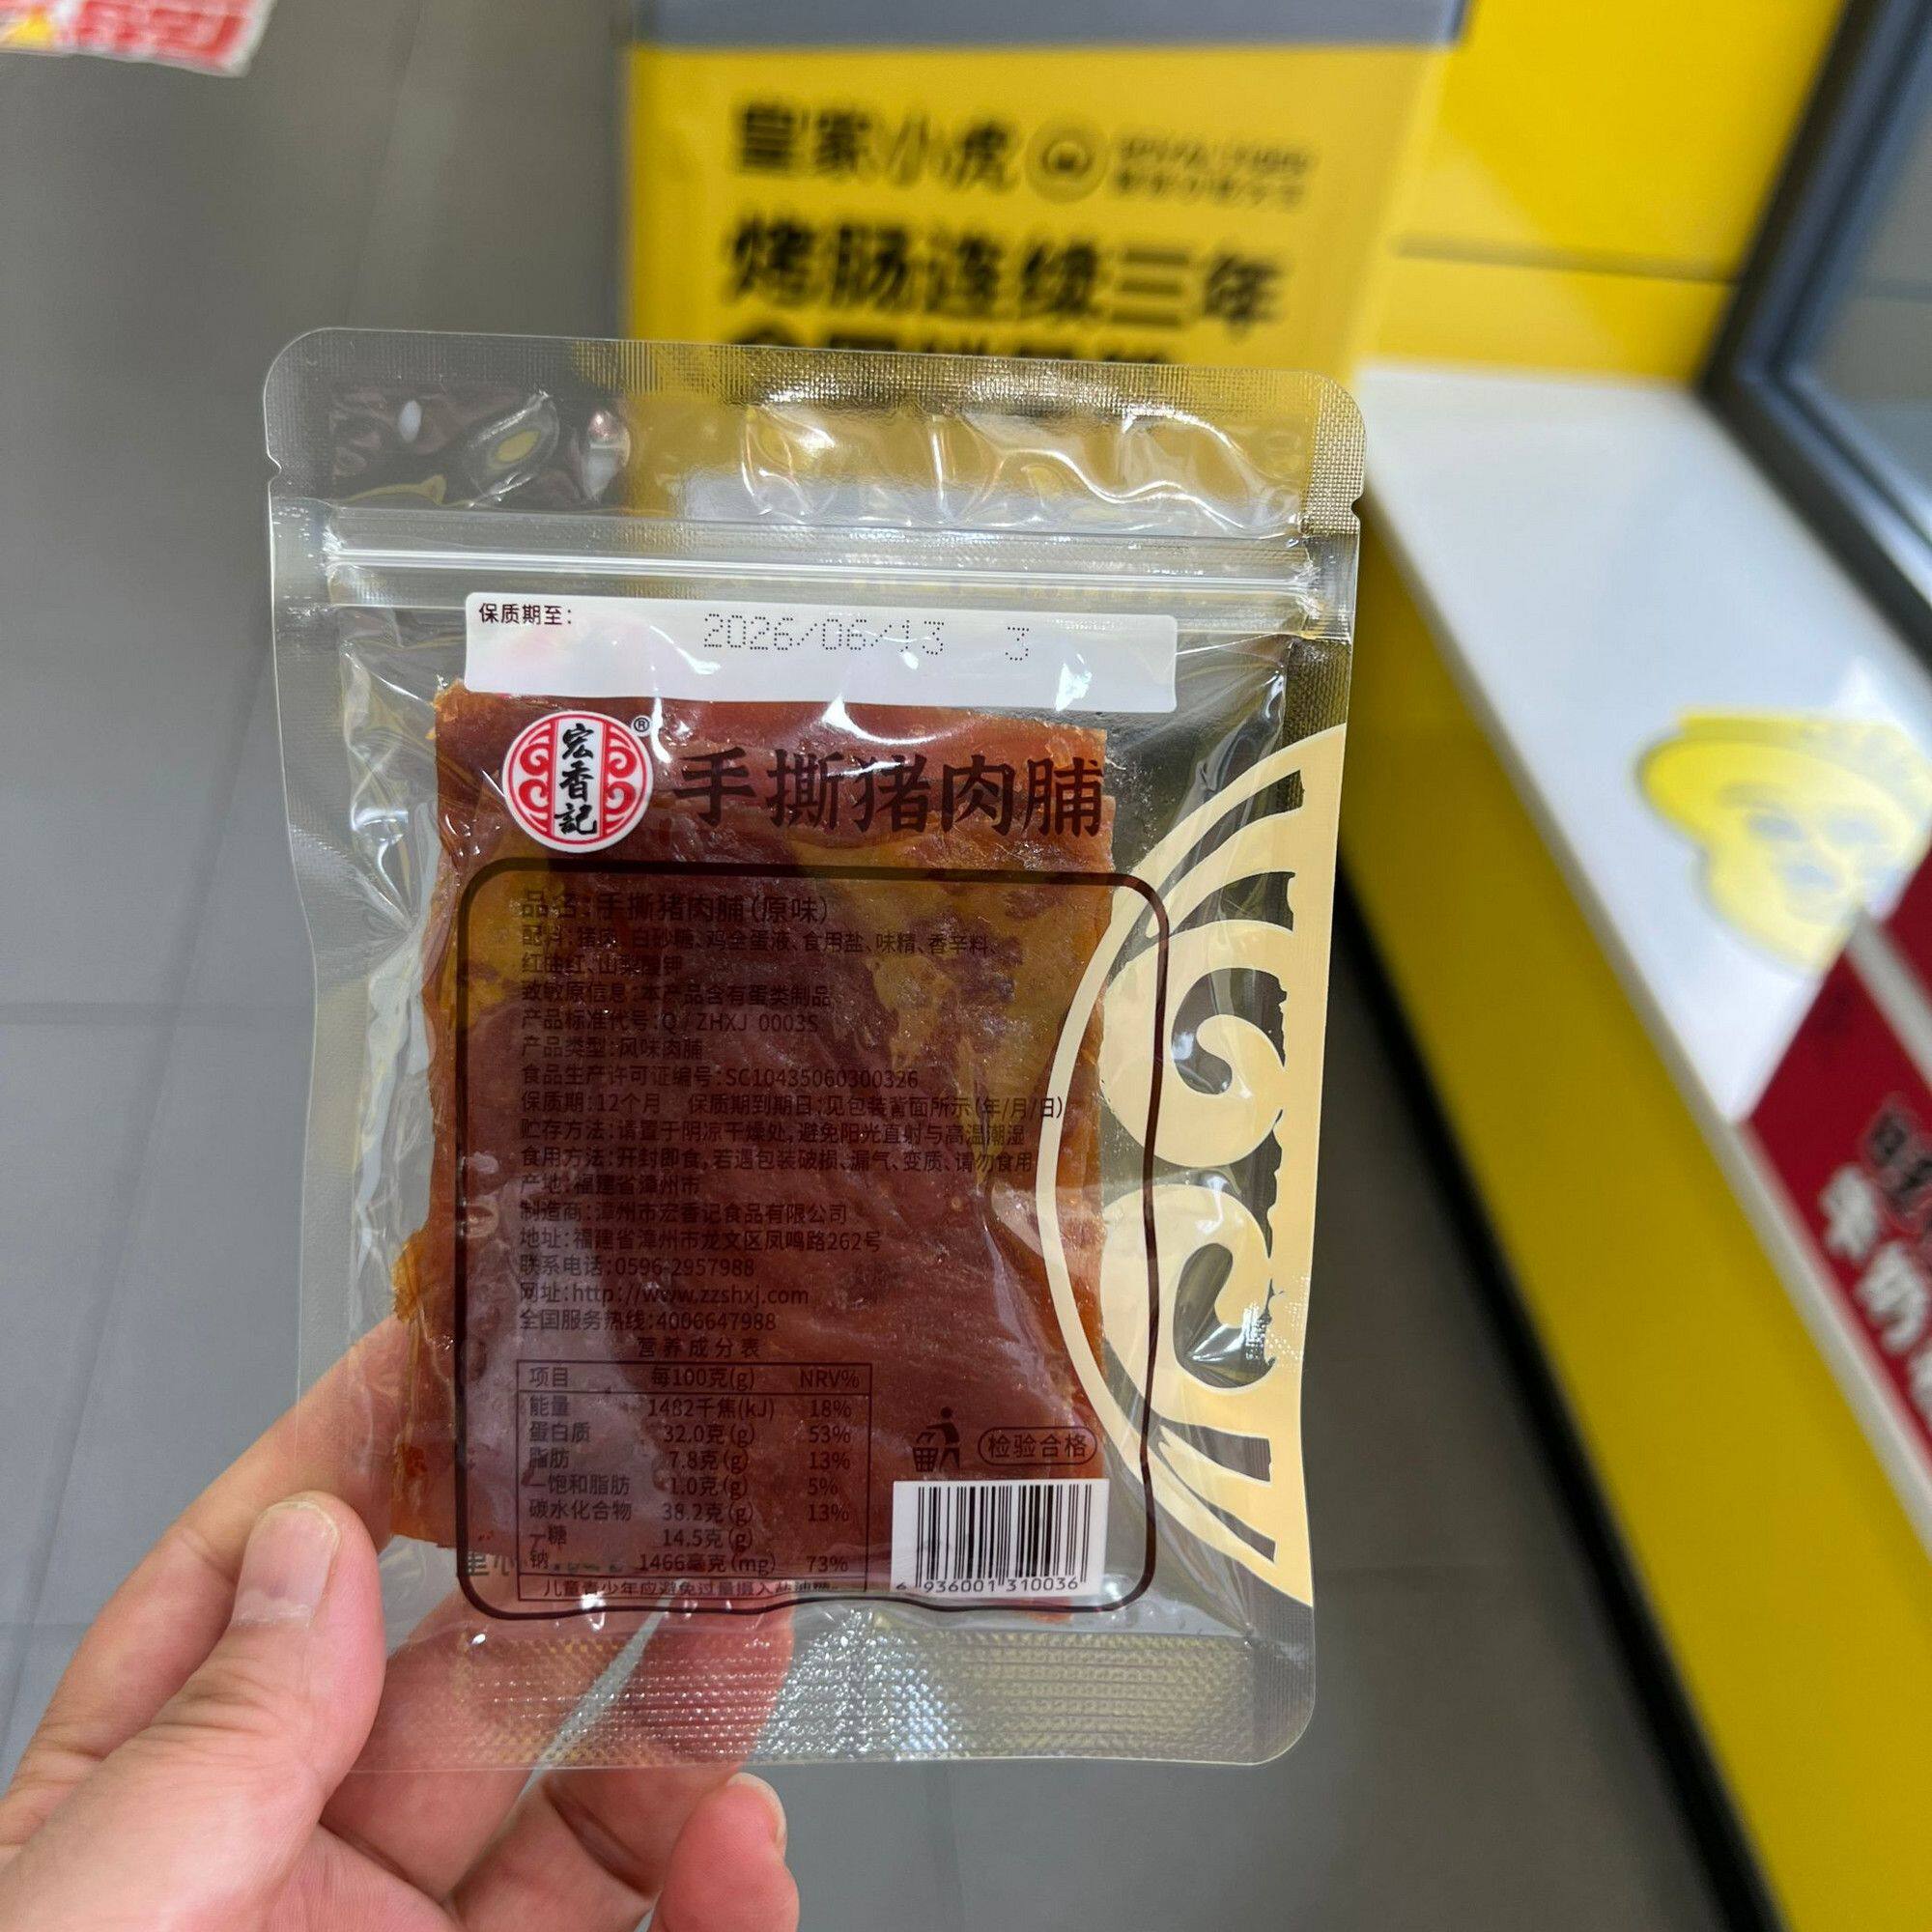 皇家小虎
烤肠连续三年
保质期至: 2026/06/13 3
宏香記®
手撕猪肉脯
品名:手撕猪肉脯(原味)
配料:猪肉、白砂糖、鸡全蛋液、食用盐、味精、香辛料、
红曲红、山梨酸钾
致敏原信息:本产品含有蛋类制品
产品标准代号:Q/ZHXJ 0003S
产品类型:风味肉脯
食品生产许可证编号:SC10435060300326
保质期:12个月 保质期到期日:见包装背面所示(年/月/日)
贮存方法:请置于阴凉干燥处,避免阳光直射与高温潮湿
食用方法:开封即食,若遇包装破损、漏气、变质、请勿食用
产地:福建省漳州市
制造商:漳州市宏香记食品有限公司
地址:福建省漳州市龙文区凤鸣路262号
联系电话:0596-2957988
网址:http://www.zzshxj.com
全国服务热线:4006647988
营养成分表
项目 每100克(g) NRV%
能量 1482千焦(kJ) 18%
蛋白质 32.0克(g) 53%
脂肪 7.8克(g) 13%
—饱和脂肪 1.0克(g) 5%
碳水化合物 38.2克(g) 13%
—糖 14.5克(g)
钠 1466毫克(mg) 73%
儿童青少年应避免过量摄入盐油糖
检验合格
6 936001 310036